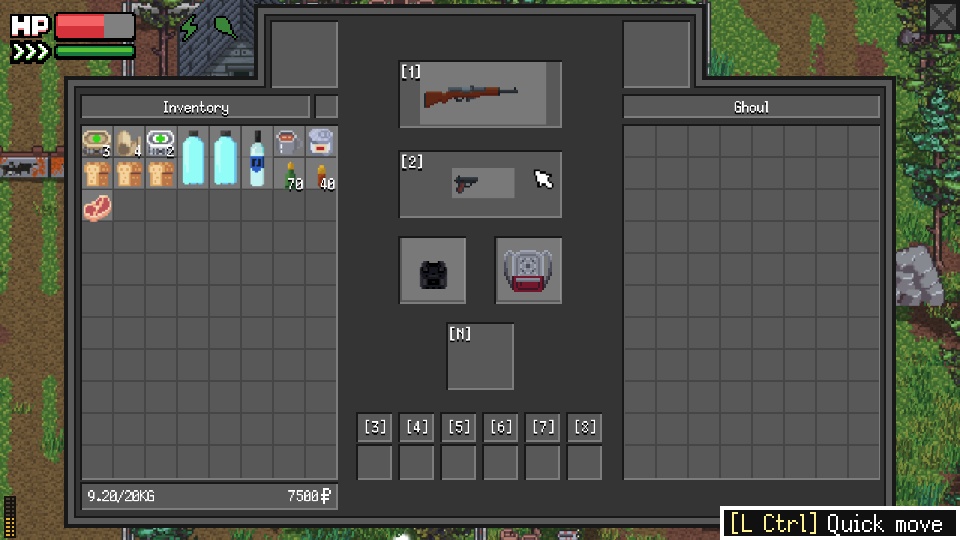 HP
[1]
Inventory
Ghoul
3 4 2
[2]
70 40
[N]
[3] [4] [5] [6] [7] [8]
9.20/20KG 7500₽
[L Ctrl] Quick move